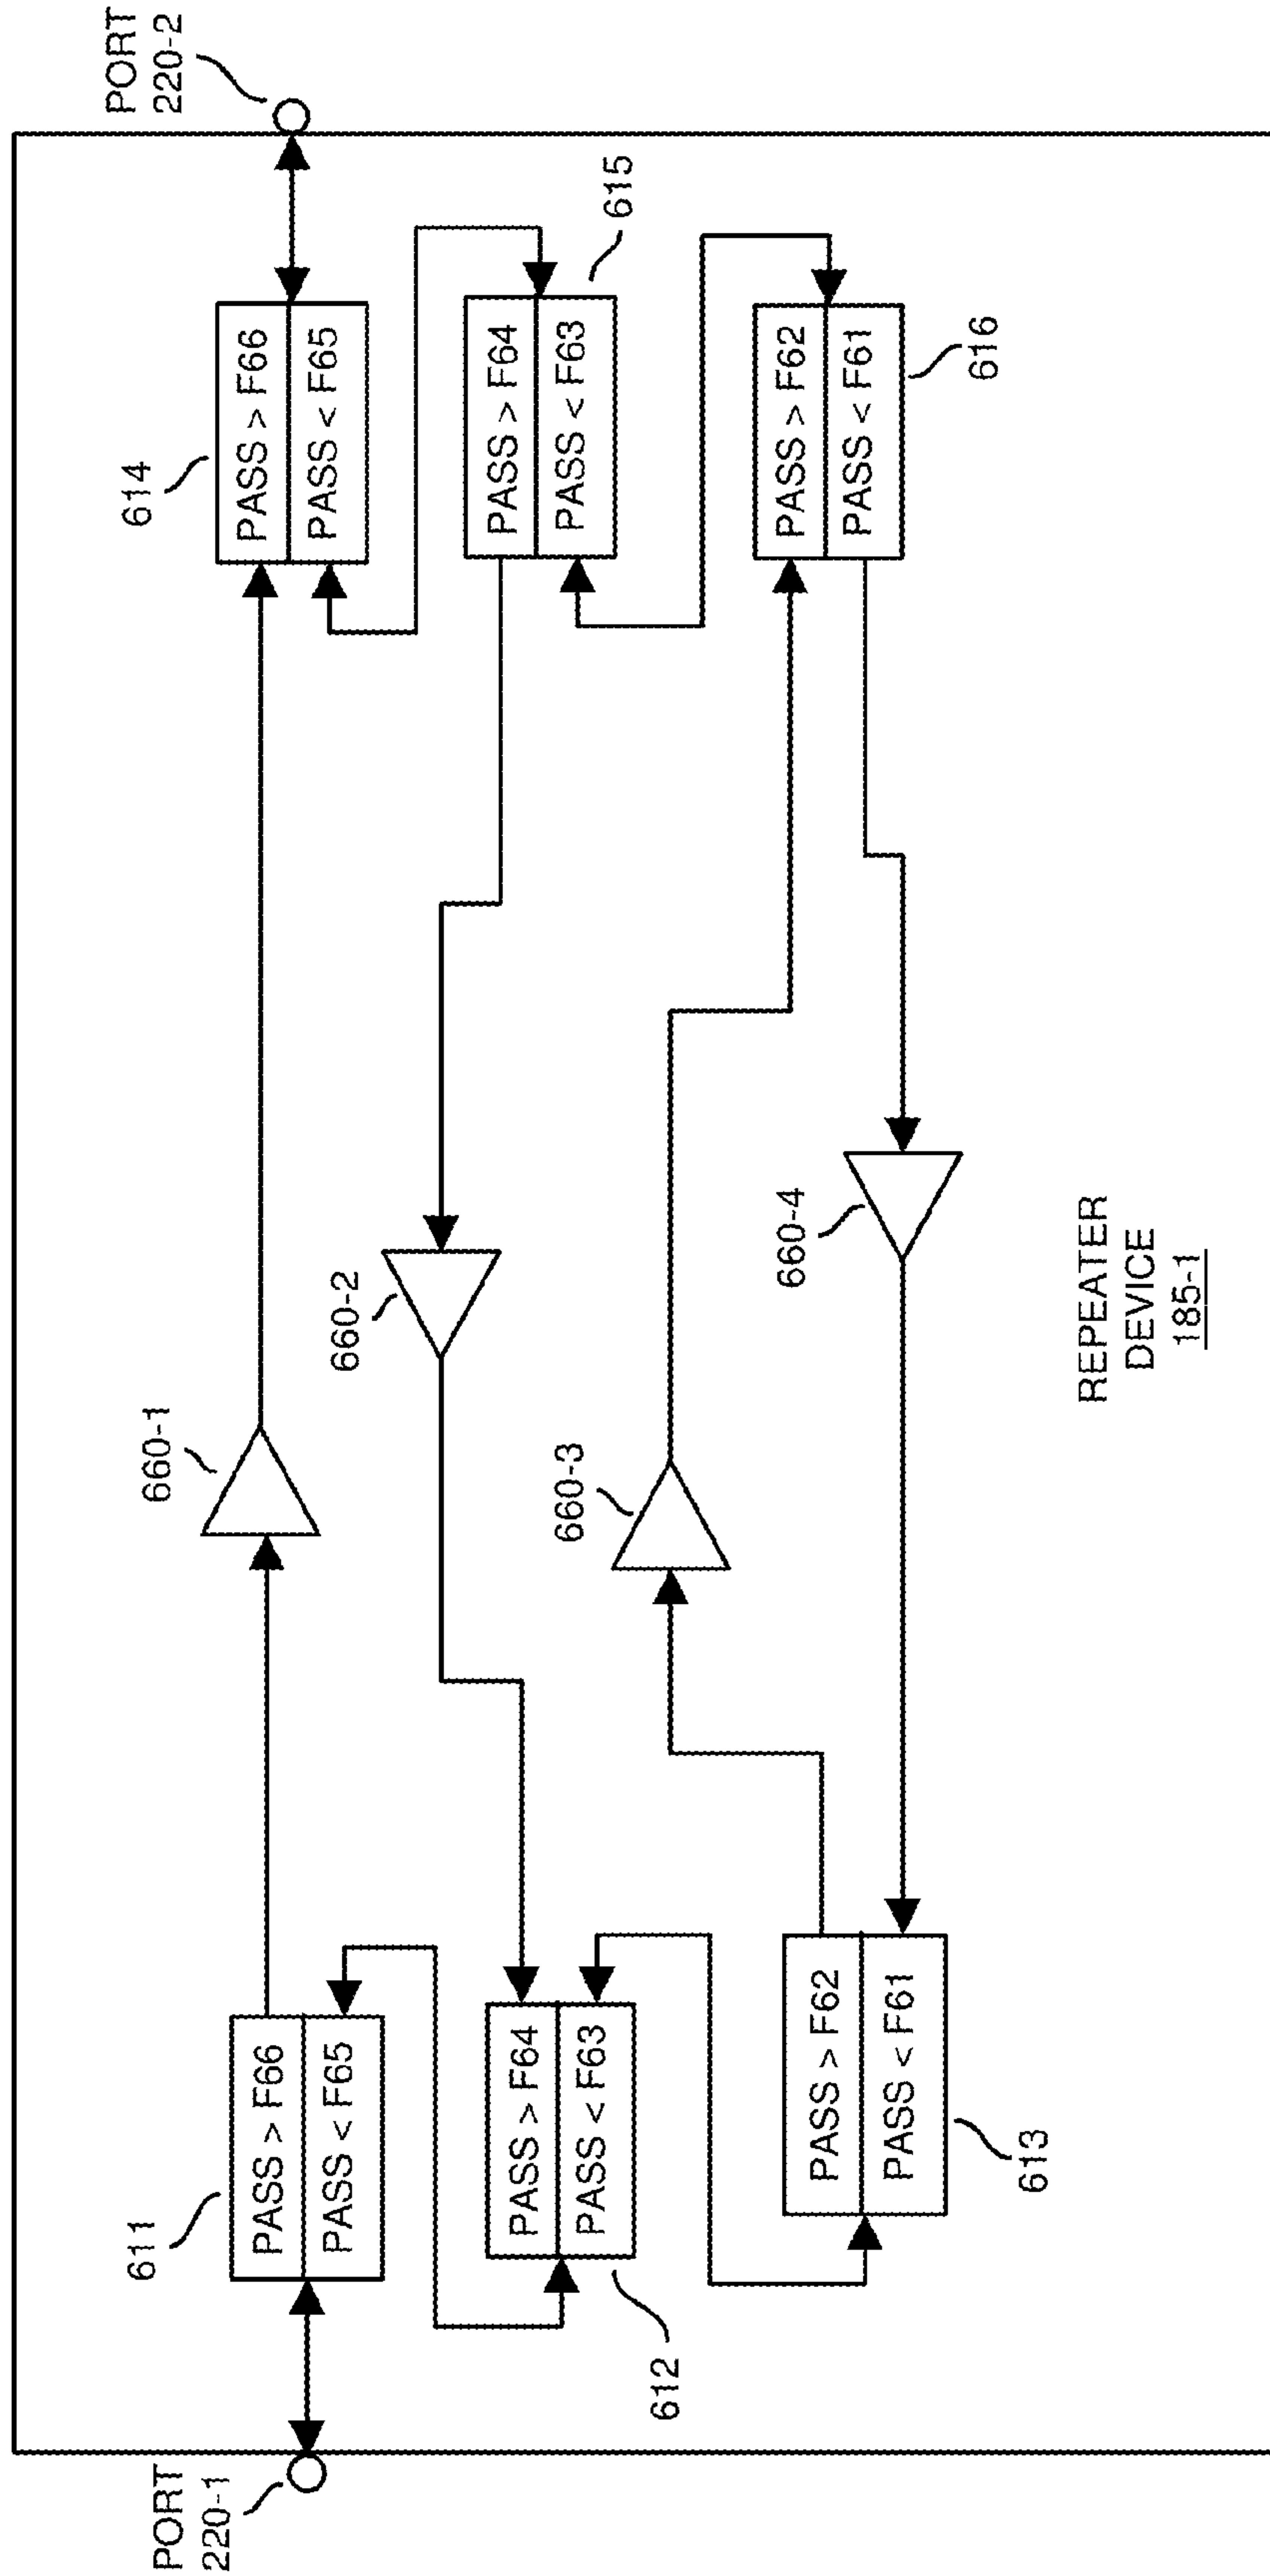 PORT
220-1
PORT
220-2
611
PASS > F66
PASS < F65
660-1
614
PASS > F66
PASS < F65
612
PASS > F64
PASS < F63
660-2
615
PASS > F64
PASS < F63
613
PASS > F62
PASS < F61
660-3
660-4
616
PASS > F62
PASS < F61
REPEATER
DEVICE
185-1